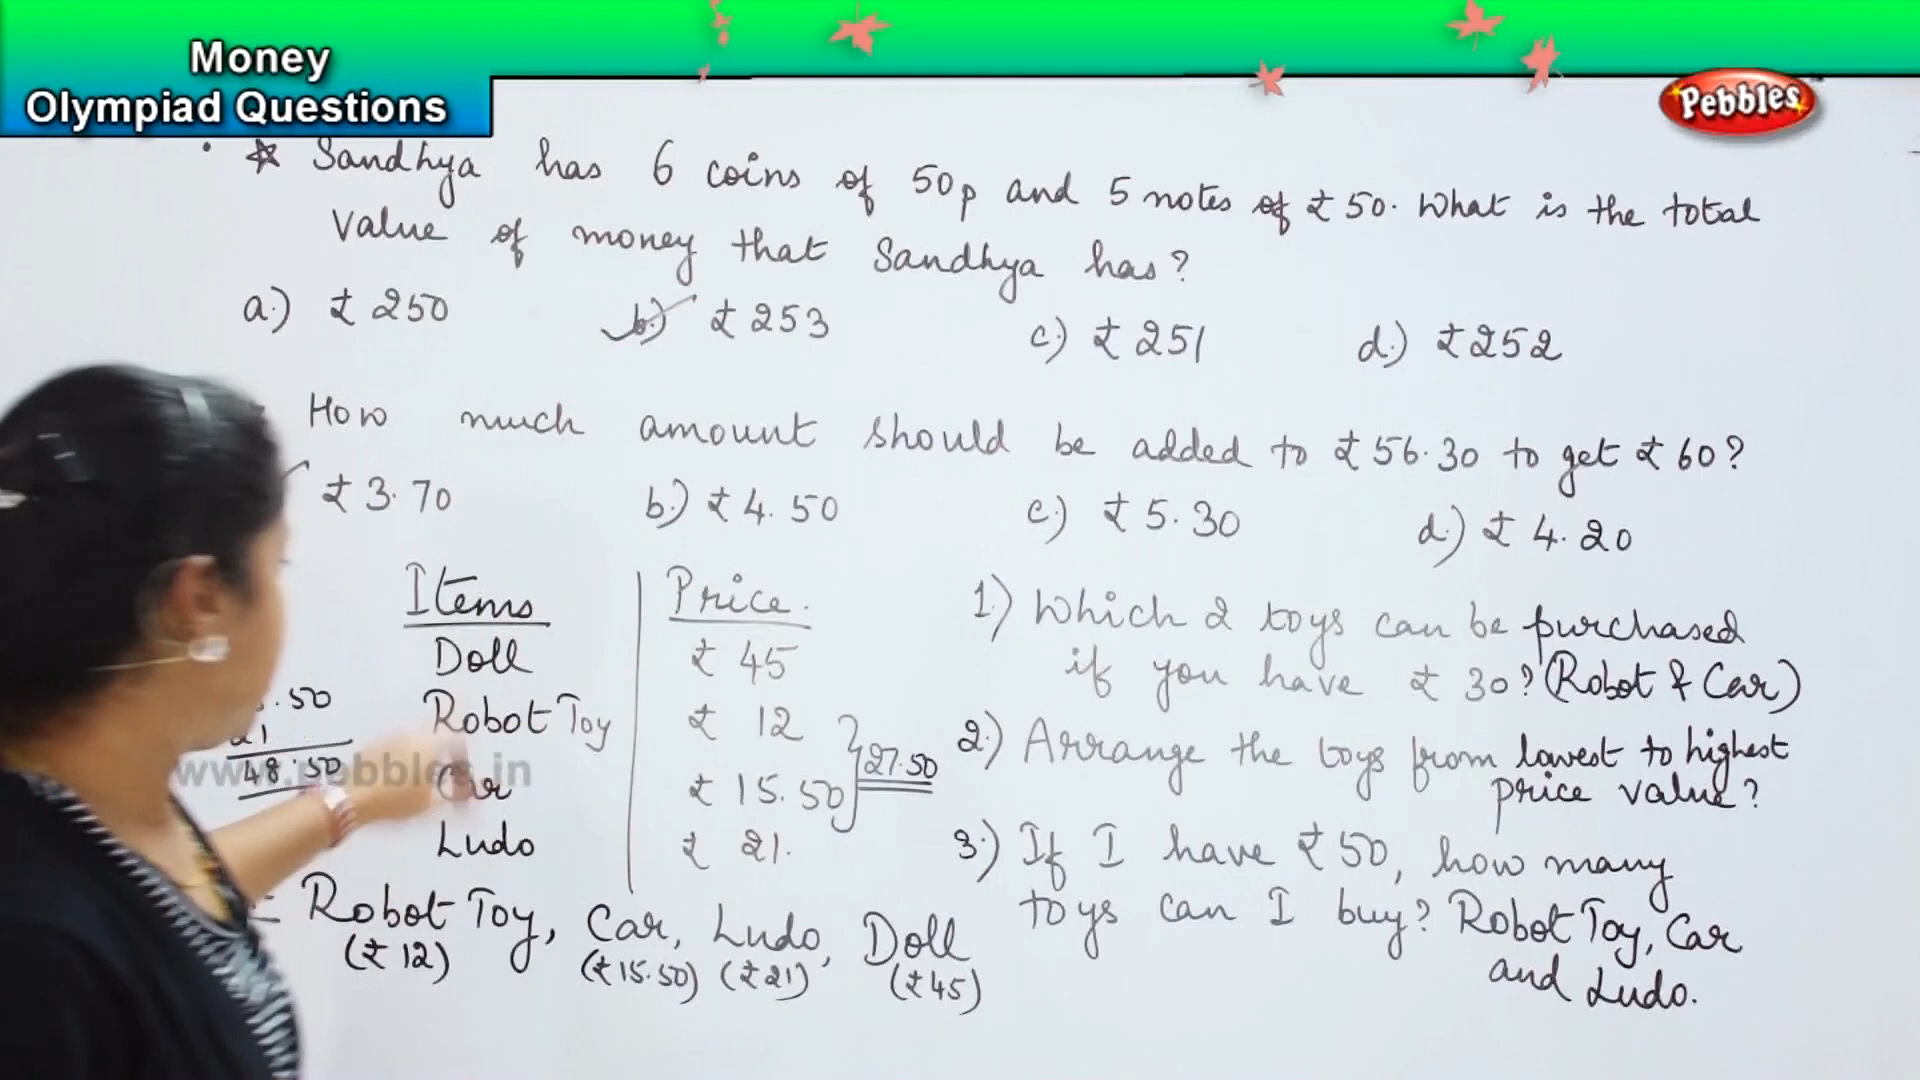 Money
Olympiad Questions
Pebbles
☆ Sandhya has 6 coins of 50p and 5 notes of ₹ 50. What is the total
Value of money that Sandhya has?
a.) ₹ 250 b.) ₹ 253 c.) ₹ 251 d.) ₹ 252
How much amount should be added to ₹ 56.30 to get ₹ 60?
₹ 3.70 b.) ₹ 4.50 c.) ₹ 5.30 d.) ₹ 4.20
Items Price.
Doll ₹ 45
Robot Toy ₹ 12
Car ₹ 15.50
Ludo ₹ 21.
27.50
.50
21
48.50
www.pebbles.in
1.) Which 2 toys can be purchased
if you have ₹ 30? (Robot & Car)
2.) Arrange the toys from lowest to highest
price value?
3.) If I have ₹ 50, how many
toys can I buy? Robot Toy, Car
and Ludo.
= Robot Toy, Car, Ludo, Doll
(₹ 12) (₹ 15.50) (₹ 21) (₹ 45)